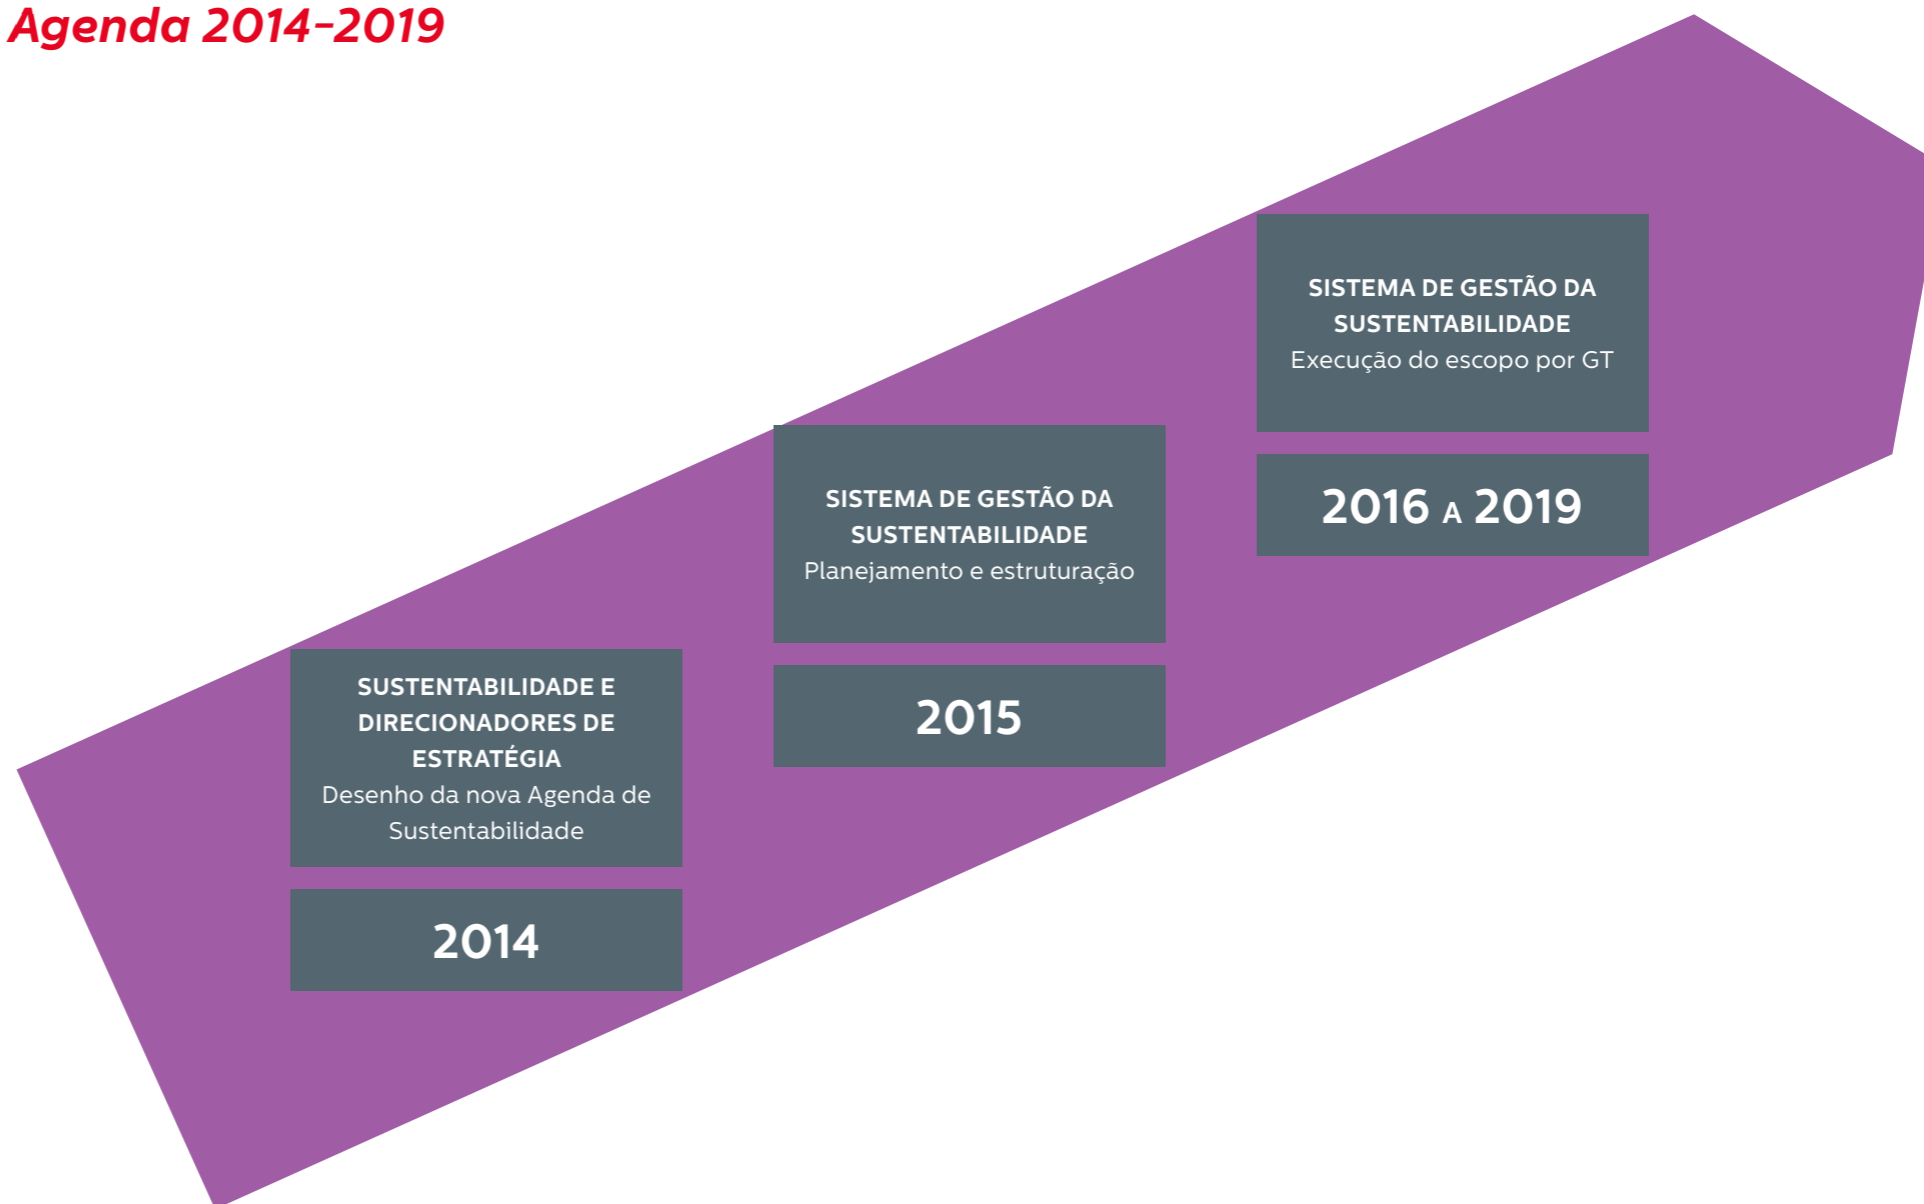 Agenda 2014–2019
SISTEMA DE GESTÃO DA
SUSTENTABILIDADE
Execução do escopo por GT
2016 A 2019
SISTEMA DE GESTÃO DA
SUSTENTABILIDADE
Planejamento e estruturação
2015
SUSTENTABILIDADE E
DIRECIONADORES DE
ESTRATÉGIA
Desenho da nova Agenda de
Sustentabilidade
2014